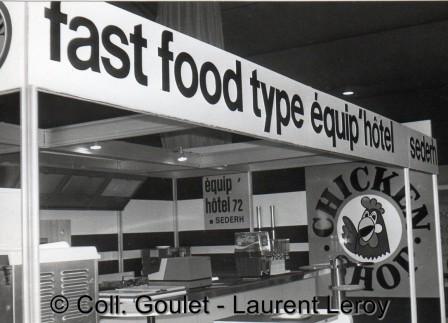 fast food type équip'hôtel sederh
équip'
hôtel 72
SEDERH
CHICKEN
SHOP
© Coll. Goulet - Laurent Leroy